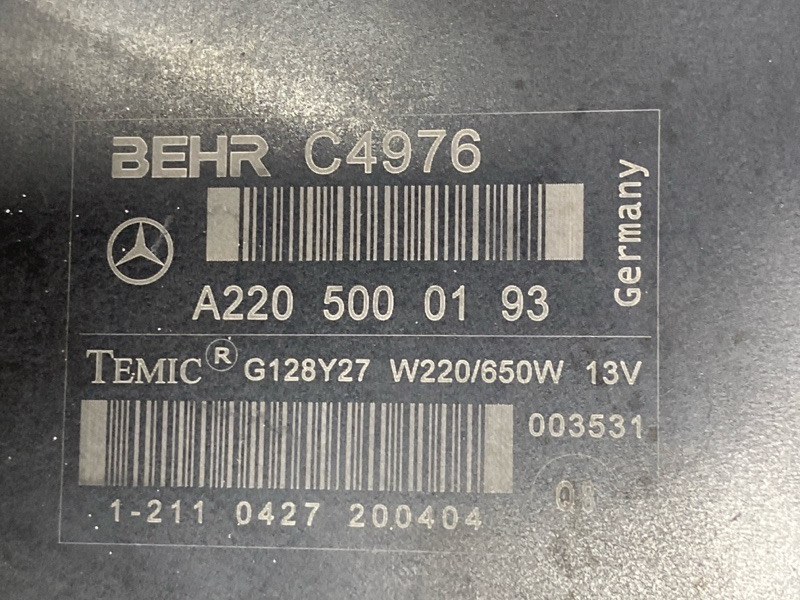 BEHR C4976
A220 500 01 93
Germany
TEMIC® G128Y27 W220/650W 13V
003531
1-211 0427 200404